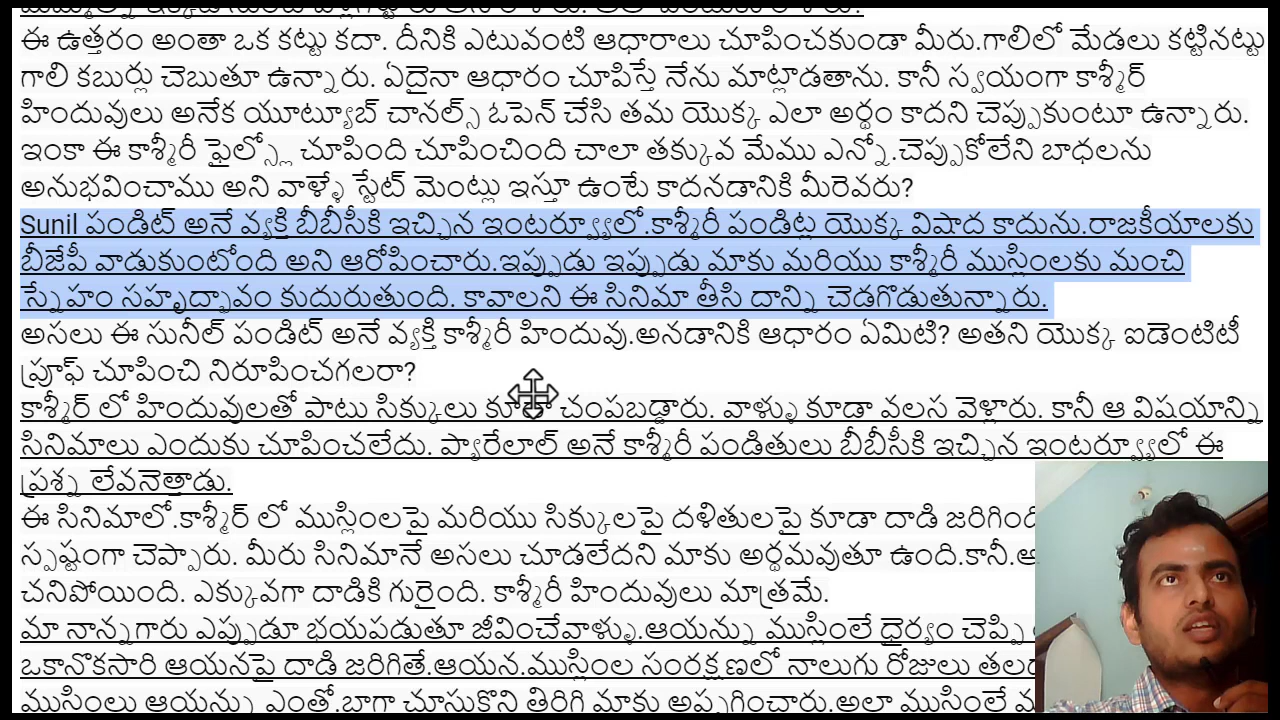 ఈ ఉత్తరం అంతా ఒక కట్టు కదా. దీనికి ఎటువంటి ఆధారాలు చూపించకుండా మీరు.గాలిలో మేడలు కట్టినట్టు
గాలి కబుర్లు చెబుతూ ఉన్నారు. ఏదైనా ఆధారం చూపిస్తే నేను మాట్లాడతాను. కానీ స్వయంగా కాశ్మీర్
హిందువులు అనేక యూట్యూబ్ చానల్స్ ఓపెన్ చేసి తమ యొక్క ఎలా అర్థం కాదని చెప్పుకుంటూ ఉన్నారు.
ఇంకా ఈ కాశ్మీరీ ఫైల్స్లో చూపింది చూపించింది చాలా తక్కువ మేము ఎన్నో.చెప్పుకోలేని బాధలను
అనుభవించాము అని వాళ్ళే స్టేట్ మెంట్లు ఇస్తూ ఉంటే కాదనడానికి మీరెవరు?
Sunil పండిట్ అనే వ్యక్తి బీబీసీకి ఇచ్చిన ఇంటర్వ్యూలో.కాశ్మీరీ పండిట్ల యొక్క విషాద కాదును.రాజకీయాలకు
బీజేపీ వాడుకుంటోంది అని ఆరోపించారు.ఇప్పుడు ఇప్పుడు మాకు మరియు కాశ్మీరీ ముస్లింలకు మంచి
స్నేహం సహృద్భావం కుదురుతుంది. కావాలని ఈ సినిమా తీసి దాన్ని చెడగొడుతున్నారు.
అసలు ఈ సునీల్ పండిట్ అనే వ్యక్తి కాశ్మీరీ హిందువు.అనడానికి ఆధారం ఏమిటి? అతని యొక్క ఐడెంటిటీ
ప్రూఫ్ చూపించి నిరూపించగలరా?
కాశ్మీర్ లో హిందువులతో పాటు సిక్కులు కూడా చంపబడ్డారు. వాళ్ళు కూడా వలస వెళ్లారు. కానీ ఆ విషయాన్ని
సినిమాలు ఎందుకు చూపించలేదు. ప్యారేలాల్ అనే కాశ్మీరీ పండితులు బీబీసీకి ఇచ్చిన ఇంటర్వ్యూలో ఈ
ప్రశ్న లేవనెత్తాడు.
ఈ సినిమాలో.కాశ్మీర్ లో ముస్లింలపై మరియు సిక్కులపై దళితులపై కూడా దాడి
స్పష్టంగా చెప్పారు. మీరు సినిమానే అసలు చూడలేదని మాకు అర్థమవుతూ ఉంది.కానీ.
చనిపోయింది. ఎక్కువగా దాడికి గురైంది. కాశ్మీరీ హిందువులు మాత్రమే.
మా నాన్నగారు ఎప్పుడూ భయపడుతూ జీవించేవాళ్ళు.ఆయన్ను ముస్లింలే ధైర్యం చెప్పి
ఒకానొకసారి ఆయనపై దాడి జరిగితే.ఆయన.ముస్లింల సంరక్షణలో నాలుగు రోజులు
ముస్లింలు ఆయన్ను ఎంతో.బాగా చూసుకొని తిరిగి మాకు అప్పగించారు.అలా ముస్లింలే